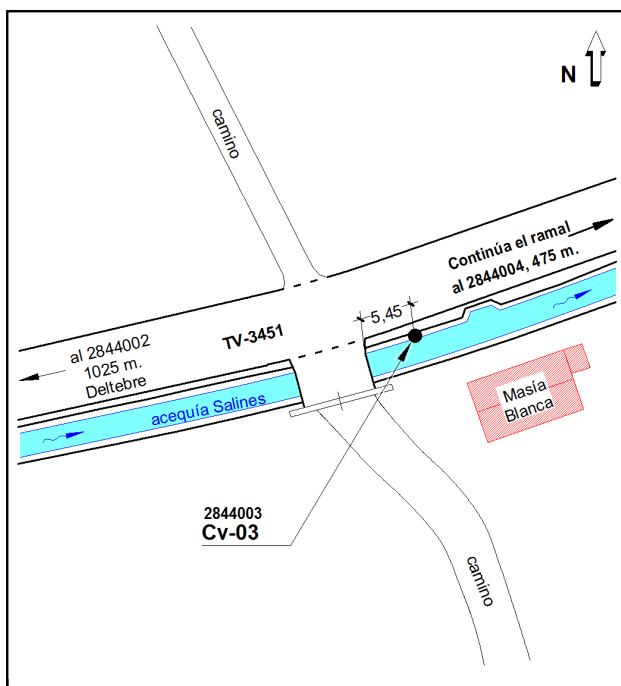 N
camino
Continúa el ramal
al 2844004, 475 m.
5,45
TV-3451
al 2844002
1025 m.
Deltebre
acequía Salines
Masía
Blanca
2844003
Cv-03
camino